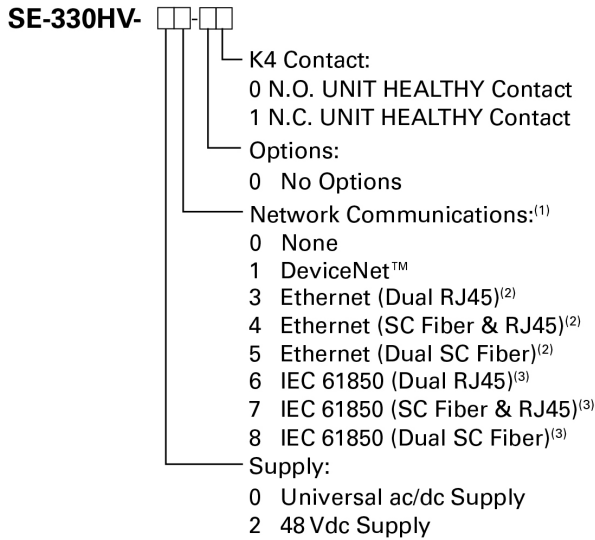 SE-330HV- -
K4 Contact:
0 N.O. UNIT HEALTHY Contact
1 N.C. UNIT HEALTHY Contact
Options:
0 No Options
Network Communications:(1)
0 None
1 DeviceNet™
3 Ethernet (Dual RJ45)(2)
4 Ethernet (SC Fiber & RJ45)(2)
5 Ethernet (Dual SC Fiber)(2)
6 IEC 61850 (Dual RJ45)(3)
7 IEC 61850 (SC Fiber & RJ45)(3)
8 IEC 61850 (Dual SC Fiber)(3)
Supply:
0 Universal ac/dc Supply
2 48 Vdc Supply